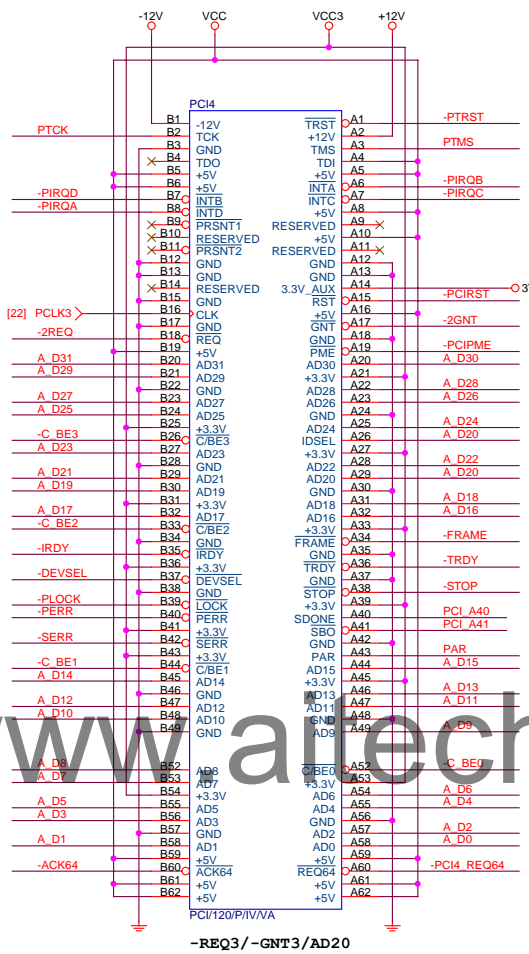 -12V VCC VCC3 +12V
PCI4
B1 -12V TRST A1 -PTRST
PTCK B2 TCK +12V A2
B3 GND TMS A3 PTMS
B4 TDO TDI A4
B5 +5V +5V A5
B6 +5V INTA A6 -PIRQB
-PIRQD B7 INTB INTC A7 -PIRQC
-PIRQA B8 INTD +5V A8
B9 PRSNT1 RESERVED A9
B10 RESERVED +5V A10
B11 PRSNT2 RESERVED A11
B12 GND GND A12
B13 GND GND A13
B14 RESERVED 3.3V_AUX A14 3
B15 GND RST A15 -PCIRST
[22] PCLK3 B16 CLK +5V A16
B17 GND GNT A17 -2GNT
-2REQ B18 REQ GND A18
B19 +5V PME A19 -PCIPME
A_D31 B20 AD31 AD30 A20 A_D30
A_D29 B21 AD29 +3.3V A21
B22 GND AD28 A22 A_D28
A_D27 B23 AD27 AD26 A23 A_D26
A_D25 B24 AD25 GND A24
B25 +3.3V AD24 A25 A_D24
-C_BE3 B26 C/BE3 IDSEL A26 A_D20
A_D23 B27 AD23 +3.3V A27
B28 GND AD22 A28 A_D22
A_D21 B29 AD21 AD20 A29 A_D20
A_D19 B30 AD19 GND A30
B31 +3.3V AD18 A31 A_D18
A_D17 B32 AD17 AD16 A32 A_D16
-C_BE2 B33 C/BE2 +3.3V A33
B34 GND FRAME A34 -FRAME
-IRDY B35 IRDY GND A35
B36 +3.3V TRDY A36 -TRDY
-DEVSEL B37 DEVSEL GND A37
B38 GND STOP A38 -STOP
-PLOCK B39 LOCK +3.3V A39
-PERR B40 PERR SDONE A40 PCI_A40
B41 +3.3V SBO A41 PCI_A41
-SERR B42 SERR GND A42
B43 +3.3V PAR A43 PAR
-C_BE1 B44 C/BE1 AD15 A44 A_D15
A_D14 B45 AD14 +3.3V A45
B46 GND AD13 A46 A_D13
A_D12 B47 AD12 AD11 A47 A_D11
A_D10 B48 AD10 GND A48
B49 GND AD9 A49 A_D9
www.aitech
A_D8 B52 AD8 C/BE0 A52 -C_BE0
A_D7 B53 AD7 A53
B54 +3.3V AD6 A54 A_D6
A_D5 B55 AD5 AD4 A55 A_D4
A_D3 B56 AD3 GND A56
B57 GND AD2 A57 A_D2
A_D1 B58 AD1 AD0 A58 A_D0
B59 +5V +5V A59
-ACK64 B60 ACK64 REQ64 A60 -PCI4_REQ64
B61 +5V +5V A61
B62 +5V +5V A62
PCI/120/P/IV/VA
-REQ3/-GNT3/AD20